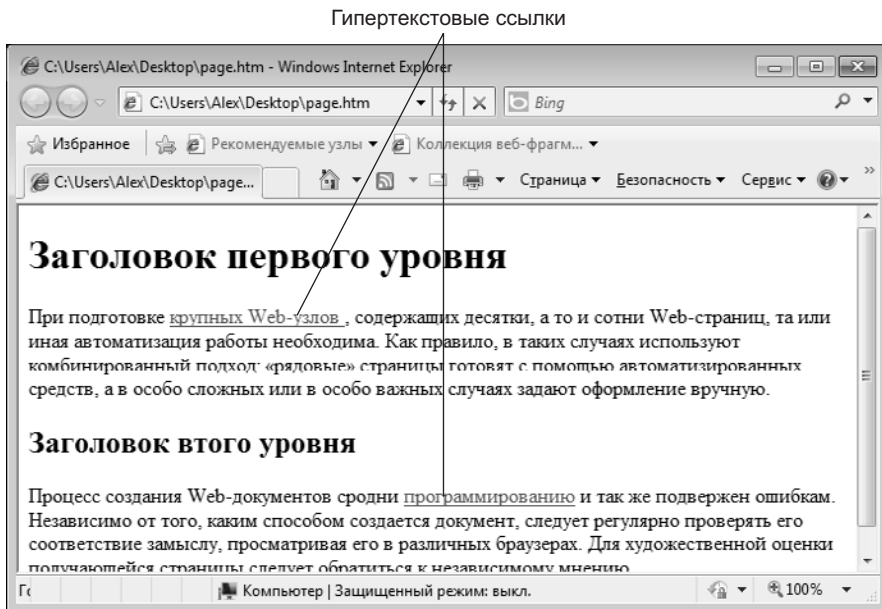 Гипертекстовые ссылки
C:\Users\Alex\Desktop\page.htm - Windows Internet Explorer
C:\Users\Alex\Desktop\page.htm
Bing
Избранное
Рекомендуемые узлы
Коллекция веб-фрагм...
C:\Users\Alex\Desktop\page...
Страница
Безопасность
Сервис
»
Заголовок первого уровня
При подготовке крупных Web-узлов , содержащих десятки, а то и сотни Web-страниц, та или
иная автоматизация работы необходима. Как правило, в таких случаях используют
комбинированный подход: «рядовые» страницы готовят с помощью автоматизированных
средств, а в особо сложных или в особо важных случаях задают оформление вручную.
Заголовок втого уровня
Процесс создания Web-документов сродни программированию и так же подвержен ошибкам.
Независимо от того, каким способом создается документ, следует регулярно проверять его
соответствие замыслу, просматривая его в различных браузерах. Для художественной оценки
получающейся страницы следует обратиться к независимому мнению
Компьютер | Защищенный режим: выкл.
100%